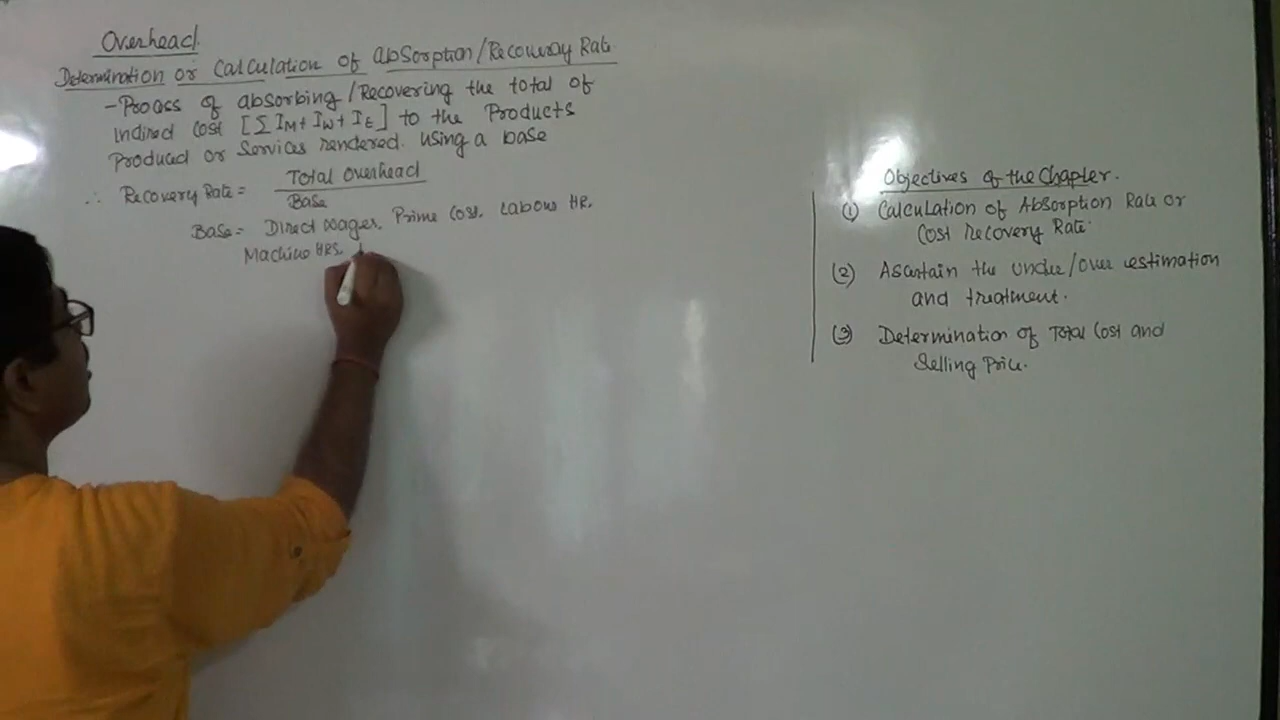 Overhead.
Determination or Calculation of Absorption/Recovery Rate
- Process of absorbing/Recovering the total of
Indirect Cost [∑ IM + IW + IE] to the Products
Produced or Services rendered using a base
∴ Recovery Rate = Total Overhead
Base
Base = Direct wages, Prime Cost, Labour HR,
Machine HRS,
Objectives of the Chapter.
(1) Calculation of Absorption Rate or
Cost recovery Rate.
(2) Ascertain the under/over estimation
and treatment.
(3) Determination of Total Cost and
Selling Price.